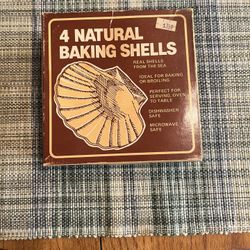 4 NATURAL
BAKING SHELLS
REAL SHELLS
FROM THE SEA
IDEAL FOR BAKING
OR BROILING
PERFECT FOR
SERVING, OVEN
TO TABLE
DISHWASHER
SAFE
MICROWAVE
SAFE